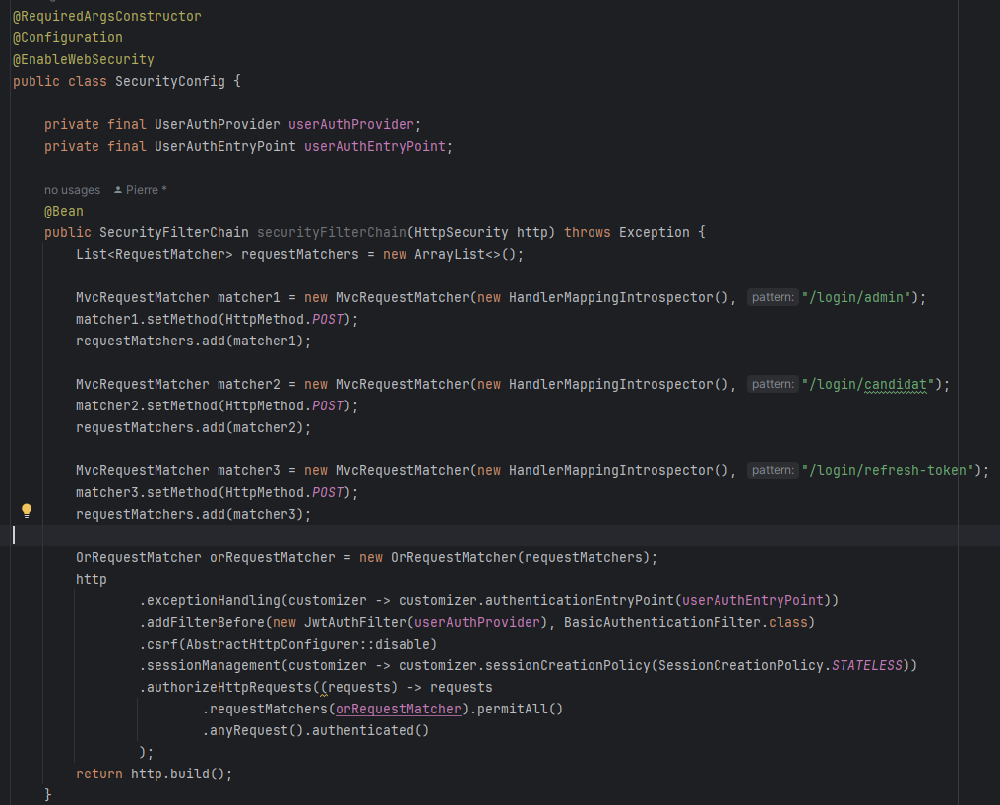 @RequiredArgsConstructor
@Configuration
@EnableWebSecurity
public class SecurityConfig {
private final UserAuthProvider userAuthProvider;
private final UserAuthEntryPoint userAuthEntryPoint;
no usages Pierre *
@Bean
public SecurityFilterChain securityFilterChain(HttpSecurity http) throws Exception {
List<RequestMatcher> requestMatchers = new ArrayList<>();
MvcRequestMatcher matcher1 = new MvcRequestMatcher(new HandlerMappingIntrospector(), pattern: "/login/admin");
matcher1.setMethod(HttpMethod.POST);
requestMatchers.add(matcher1);
MvcRequestMatcher matcher2 = new MvcRequestMatcher(new HandlerMappingIntrospector(), pattern: "/login/candidat");
matcher2.setMethod(HttpMethod.POST);
requestMatchers.add(matcher2);
MvcRequestMatcher matcher3 = new MvcRequestMatcher(new HandlerMappingIntrospector(), pattern: "/login/refresh-token");
matcher3.setMethod(HttpMethod.POST);
requestMatchers.add(matcher3);
OrRequestMatcher orRequestMatcher = new OrRequestMatcher(requestMatchers);
http
.exceptionHandling(customizer -> customizer.authenticationEntryPoint(userAuthEntryPoint))
.addFilterBefore(new JwtAuthFilter(userAuthProvider), BasicAuthenticationFilter.class)
.csrf(AbstractHttpConfigurer::disable)
.sessionManagement(customizer -> customizer.sessionCreationPolicy(SessionCreationPolicy.STATELESS))
.authorizeHttpRequests((requests) -> requests
.requestMatchers(orRequestMatcher).permitAll()
.anyRequest().authenticated()
);
return http.build();
}